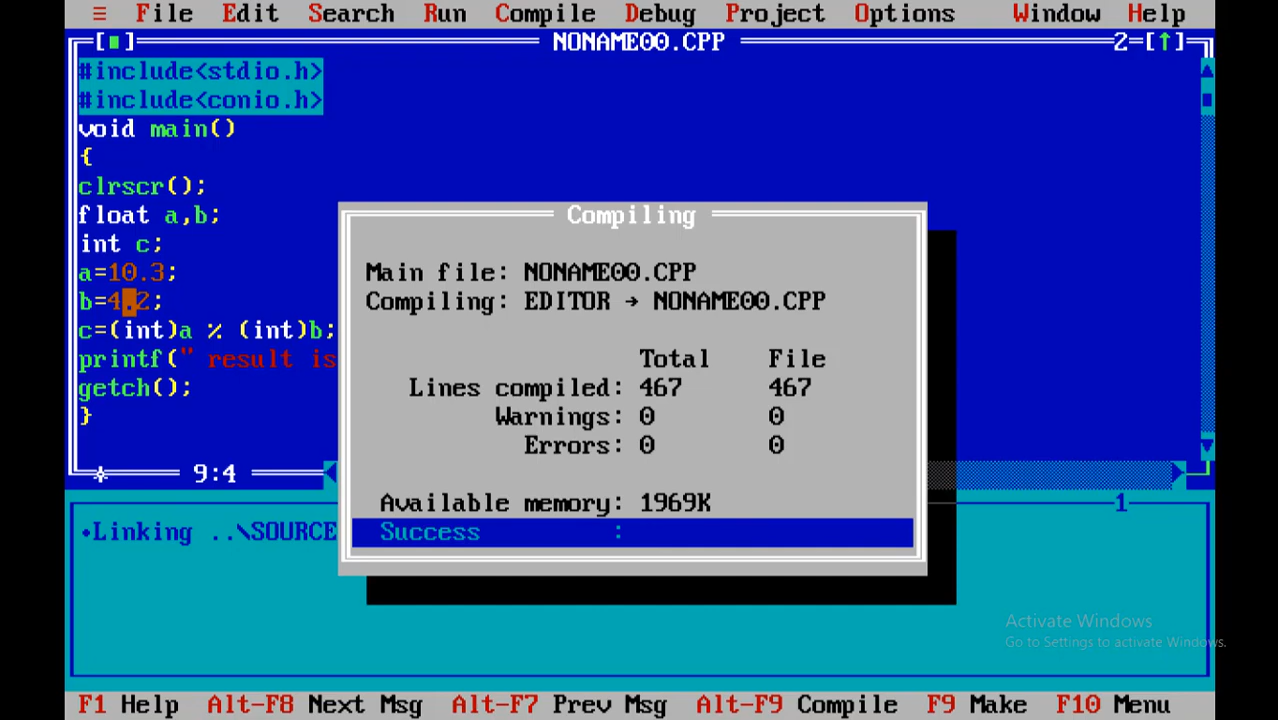 ≡ File Edit Search Run Compile Debug Project Options Window Help
[■] NONAME00.CPP 2=[↑]
#include<stdio.h>
#include<conio.h>
void main()
{
clrscr();
float a,b;
int c;
a=10.3;
b=4.2;
c=(int)a % (int)b;
printf(" result is
getch();
}
9:4
Compiling
Main file: NONAME00.CPP
Compiling: EDITOR → NONAME00.CPP
Total File
Lines compiled: 467 467
Warnings: 0 0
Errors: 0 0
Available memory: 1969K
Success :
1
•Linking ..\SOURCE
Activate Windows
Go to Settings to activate Windows.
F1 Help Alt-F8 Next Msg Alt-F7 Prev Msg Alt-F9 Compile F9 Make F10 Menu